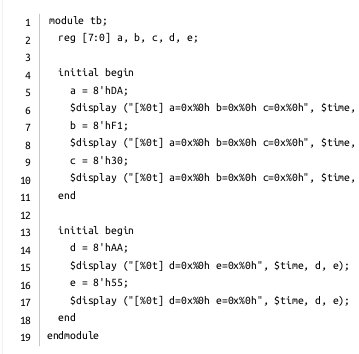 1 module tb;
2 reg [7:0] a, b, c, d, e;
3
4 initial begin
5 a = 8'hDA;
6 $display ("[%0t] a=0x%0h b=0x%0h c=0x%0h", $time,
7 b = 8'hF1;
8 $display ("[%0t] a=0x%0h b=0x%0h c=0x%0h", $time,
9 c = 8'h30;
10 $display ("[%0t] a=0x%0h b=0x%0h c=0x%0h", $time,
11 end
12
13 initial begin
14 d = 8'hAA;
15 $display ("[%0t] d=0x%0h e=0x%0h", $time, d, e);
16 e = 8'h55;
17 $display ("[%0t] d=0x%0h e=0x%0h", $time, d, e);
18 end
19 endmodule